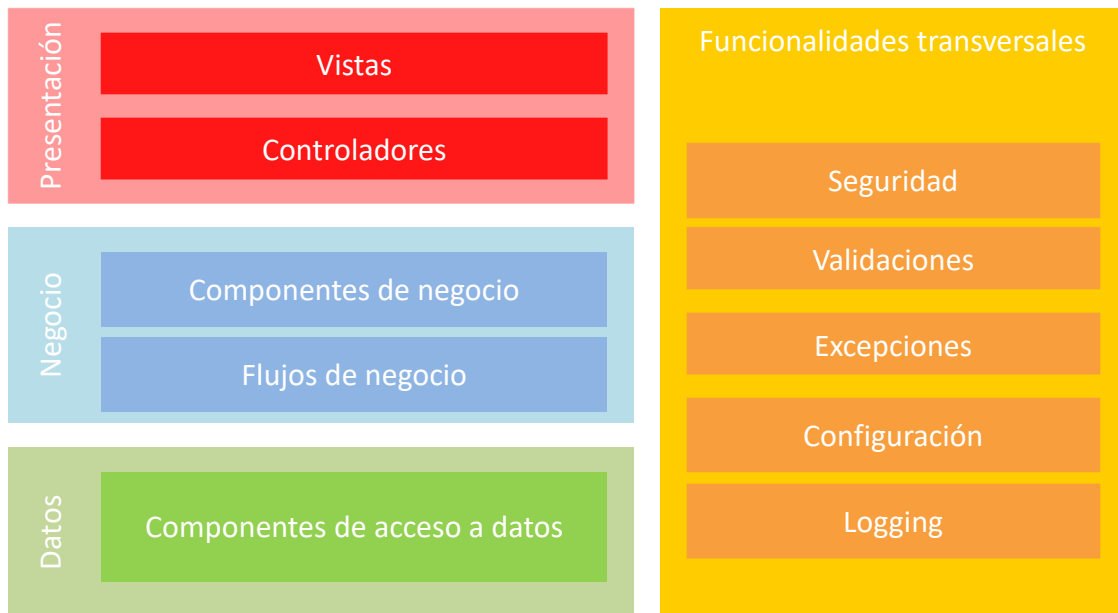 Presentación
Vistas
Controladores
Negocio
Componentes de negocio
Flujos de negocio
Datos
Componentes de acceso a datos
Funcionalidades transversales
Seguridad
Validaciones
Excepciones
Configuración
Logging